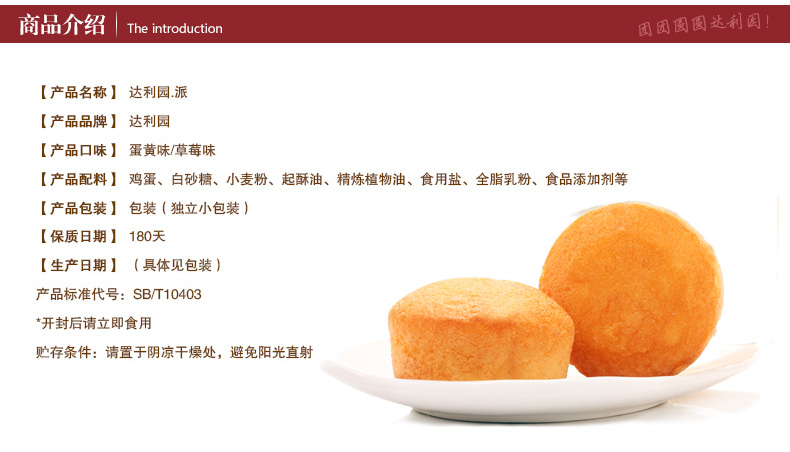 商品介绍 The introduction
团团圆圆达利园!
【产品名称】 达利园.派
【产品品牌】 达利园
【产品口味】 蛋黄味/草莓味
【产品配料】 鸡蛋、白砂糖、小麦粉、起酥油、精炼植物油、食用盐、全脂乳粉、食品添加剂等
【产品包装】 包装（独立小包装）
【保质日期】 180天
【生产日期】 （具体见包装）
产品标准代号：SB/T10403
*开封后请立即食用
贮存条件：请置于阴凉干燥处，避免阳光直射